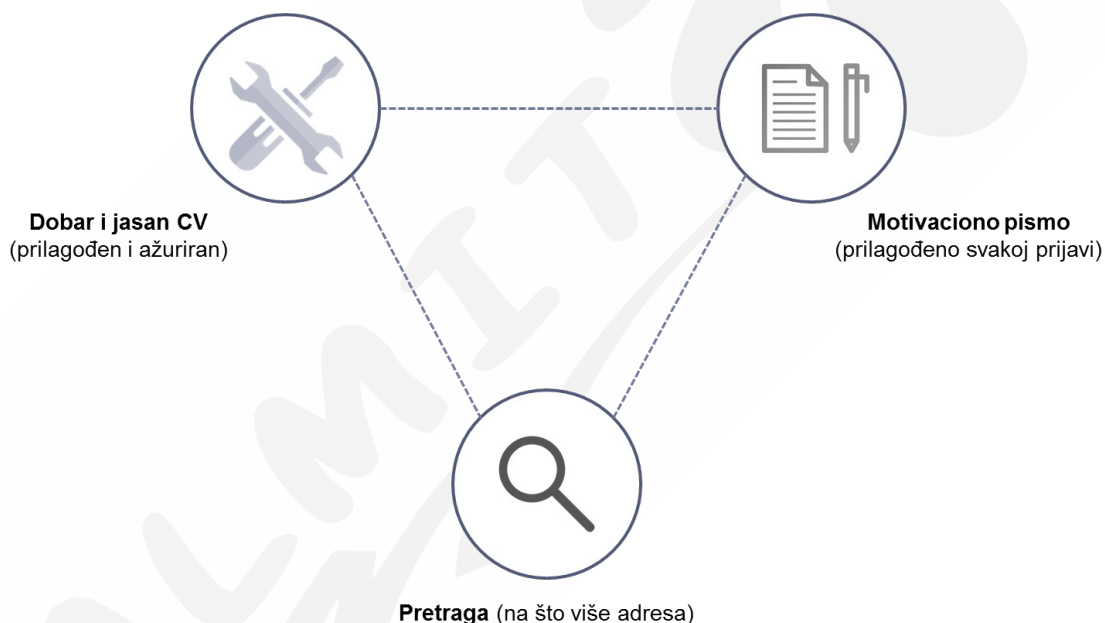 Dobar i jasan CV
(prilagođen i ažuriran)
Motivaciono pismo
(prilagođeno svakoj prijavi)
Pretraga (na što više adresa)